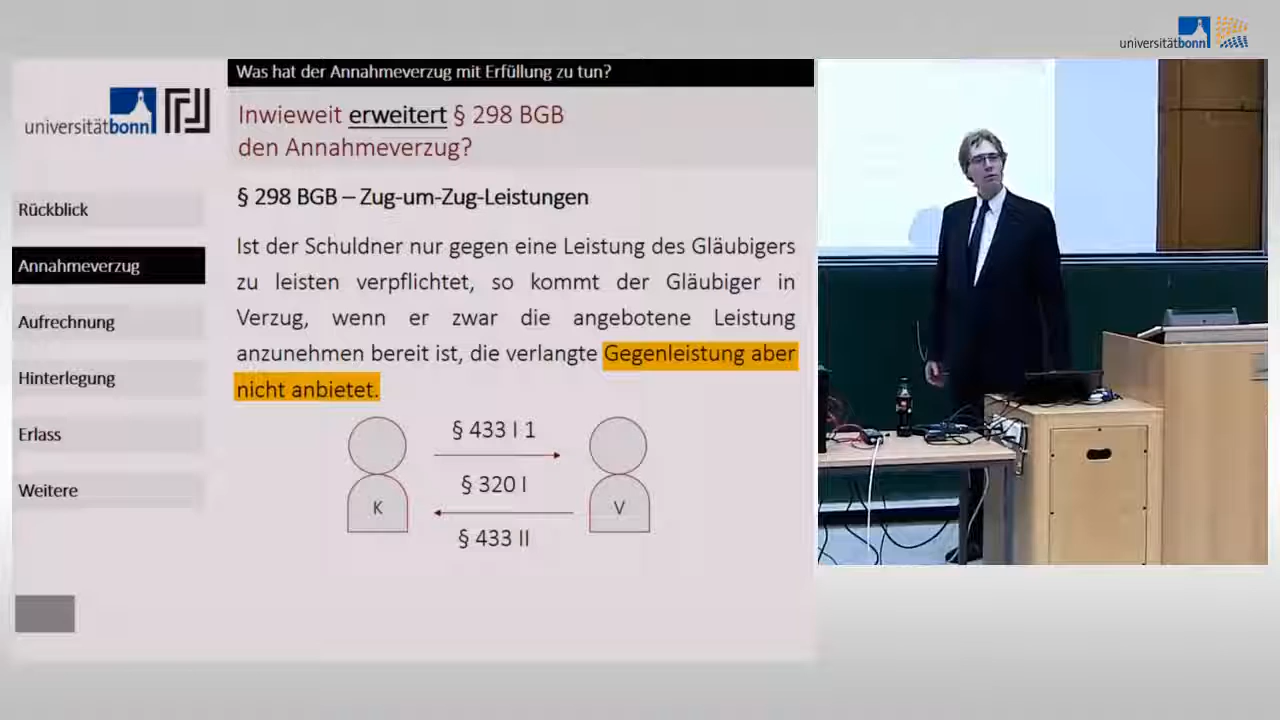 universitätbonn
Was hat der Annahmeverzug mit Erfüllung zu tun?
universitätbonn
Inwieweit erweitert § 298 BGB
den Annahmeverzug?
§ 298 BGB – Zug-um-Zug-Leistungen
Rückblick
Annahmeverzug
Aufrechnung
Hinterlegung
Erlass
Weitere
Ist der Schuldner nur gegen eine Leistung des Gläubigers
zu leisten verpflichtet, so kommt der Gläubiger in
Verzug, wenn er zwar die angebotene Leistung
anzunehmen bereit ist, die verlangte Gegenleistung aber
nicht anbietet.
§ 433 I 1
§ 320 I
K
V
§ 433 II